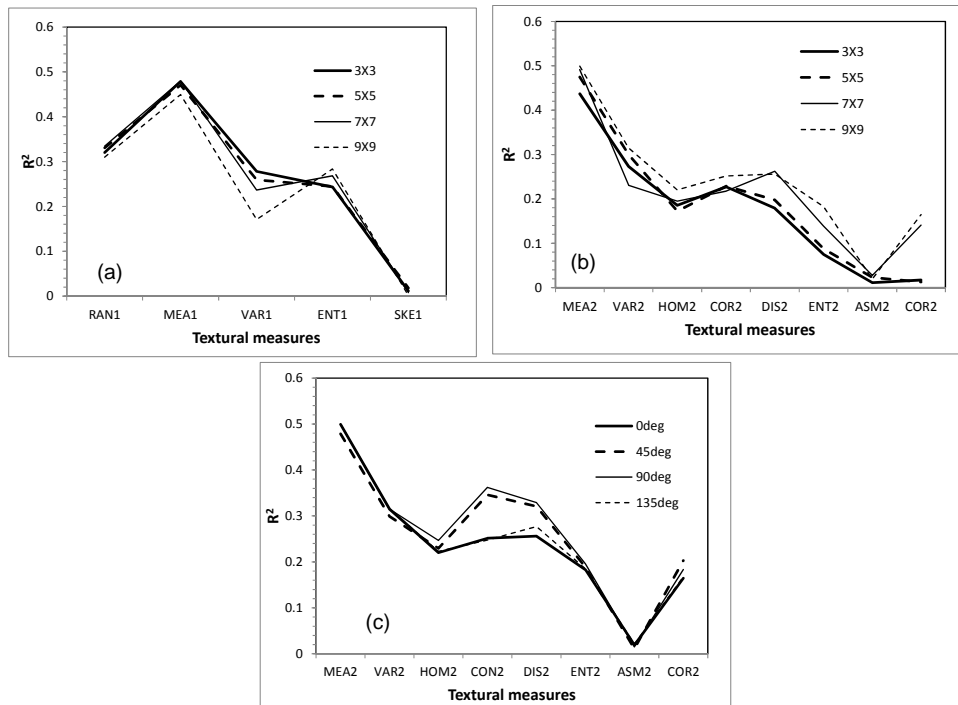 0.6
0.5
0.4
0.3
0.2
0.1
0
R²
3X3
5X5
7X7
9X9
(a)
RAN1 MEA1 VAR1 ENT1 SKE1
Textural measures
0.6
0.5
0.4
0.3
0.2
0.1
0
R²
3X3
5X5
7X7
9X9
(b)
MEA2 VAR2 HOM2 COR2 DIS2 ENT2 ASM2 COR2
Textural measures
0.6
0.5
0.4
0.3
0.2
0.1
0
R²
0deg
45deg
90deg
135deg
(c)
MEA2 VAR2 HOM2 CON2 DIS2 ENT2 ASM2 COR2
Textural measures